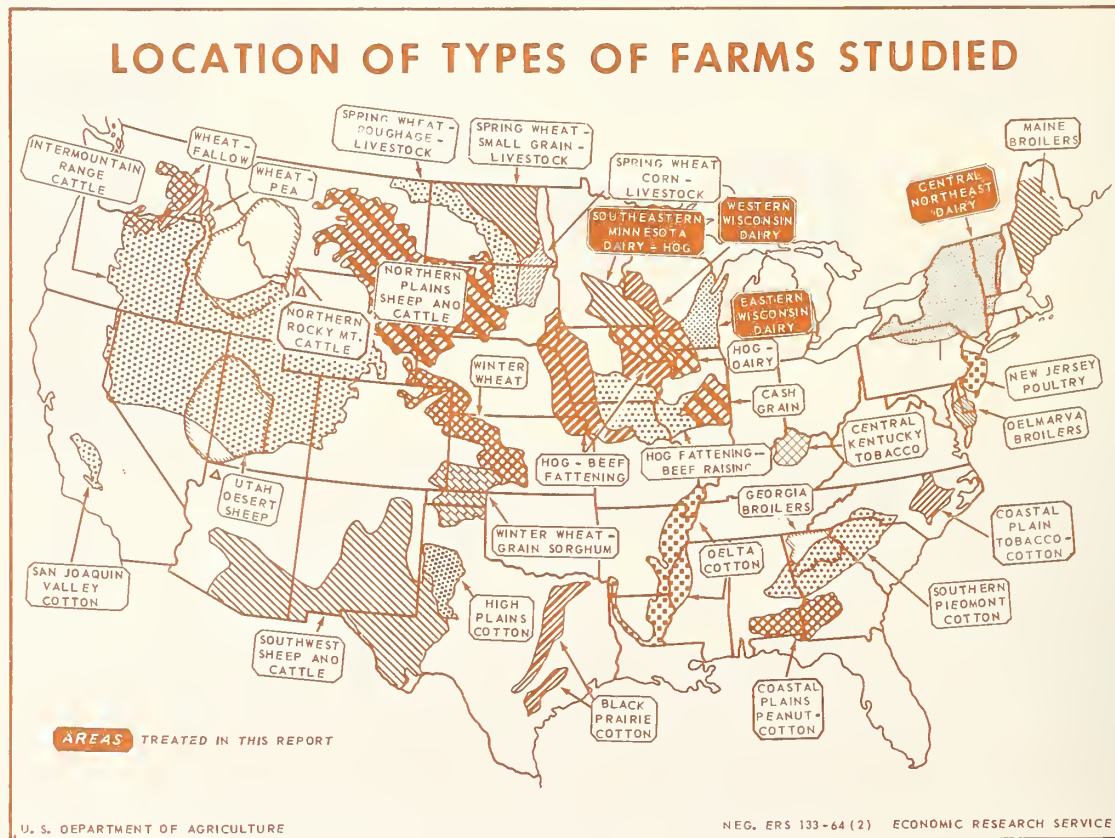 LOCATION OF TYPES OF FARMS STUDIED
SPRING WHEAT -
ROUGHAGE -
LIVESTOCK
SPRING WHEAT -
SMALL GRAIN -
LIVESTOCK
MAINE
BROILERS
INTERMOUNTAIN
RANGE
CATTLE
WHEAT -
FALLOW
WHEAT -
PEA
SPRING WHEAT
CORN -
LIVESTOCK
CENTRAL
NORTHEAST
DAIRY
SOUTHEASTERN
MINNESOTA
DAIRY - HOG
WESTERN
WISCONSIN
DAIRY
NORTHERN
PLAINS
SHEEP AND
CATTLE
EASTERN
WISCONSIN
DAIRY
NORTHERN
ROCKY MT.
CATTLE
WINTER
WHEAT
HOG -
DAIRY
NEW JERSEY
POULTRY
CASH
GRAIN
DELMARVA
BROILERS
CENTRAL
KENTUCKY
TOBACCO
HOG - BEEF
FATTENING
HOG FATTENING -
BEEF RAISING
UTAH
DESERT
SHEEP
GEORGIA
BROILERS
WINTER WHEAT -
GRAIN SORGHUM
DELTA
COTTON
COASTAL
PLAIN
TOBACCO -
COTTON
SAN JOAQUIN
VALLEY
COTTON
HIGH
PLAINS
COTTON
SOUTHERN
PIEDMONT
COTTON
SOUTHWEST
SHEEP AND
CATTLE
BLACK
PRAIRIE
COTTON
COASTAL
PLAINS
PEANUT -
COTTON
AREAS TREATED IN THIS REPORT
U. S. DEPARTMENT OF AGRICULTURE NEG. ERS 133-64 (2) ECONOMIC RESEARCH SERVICE